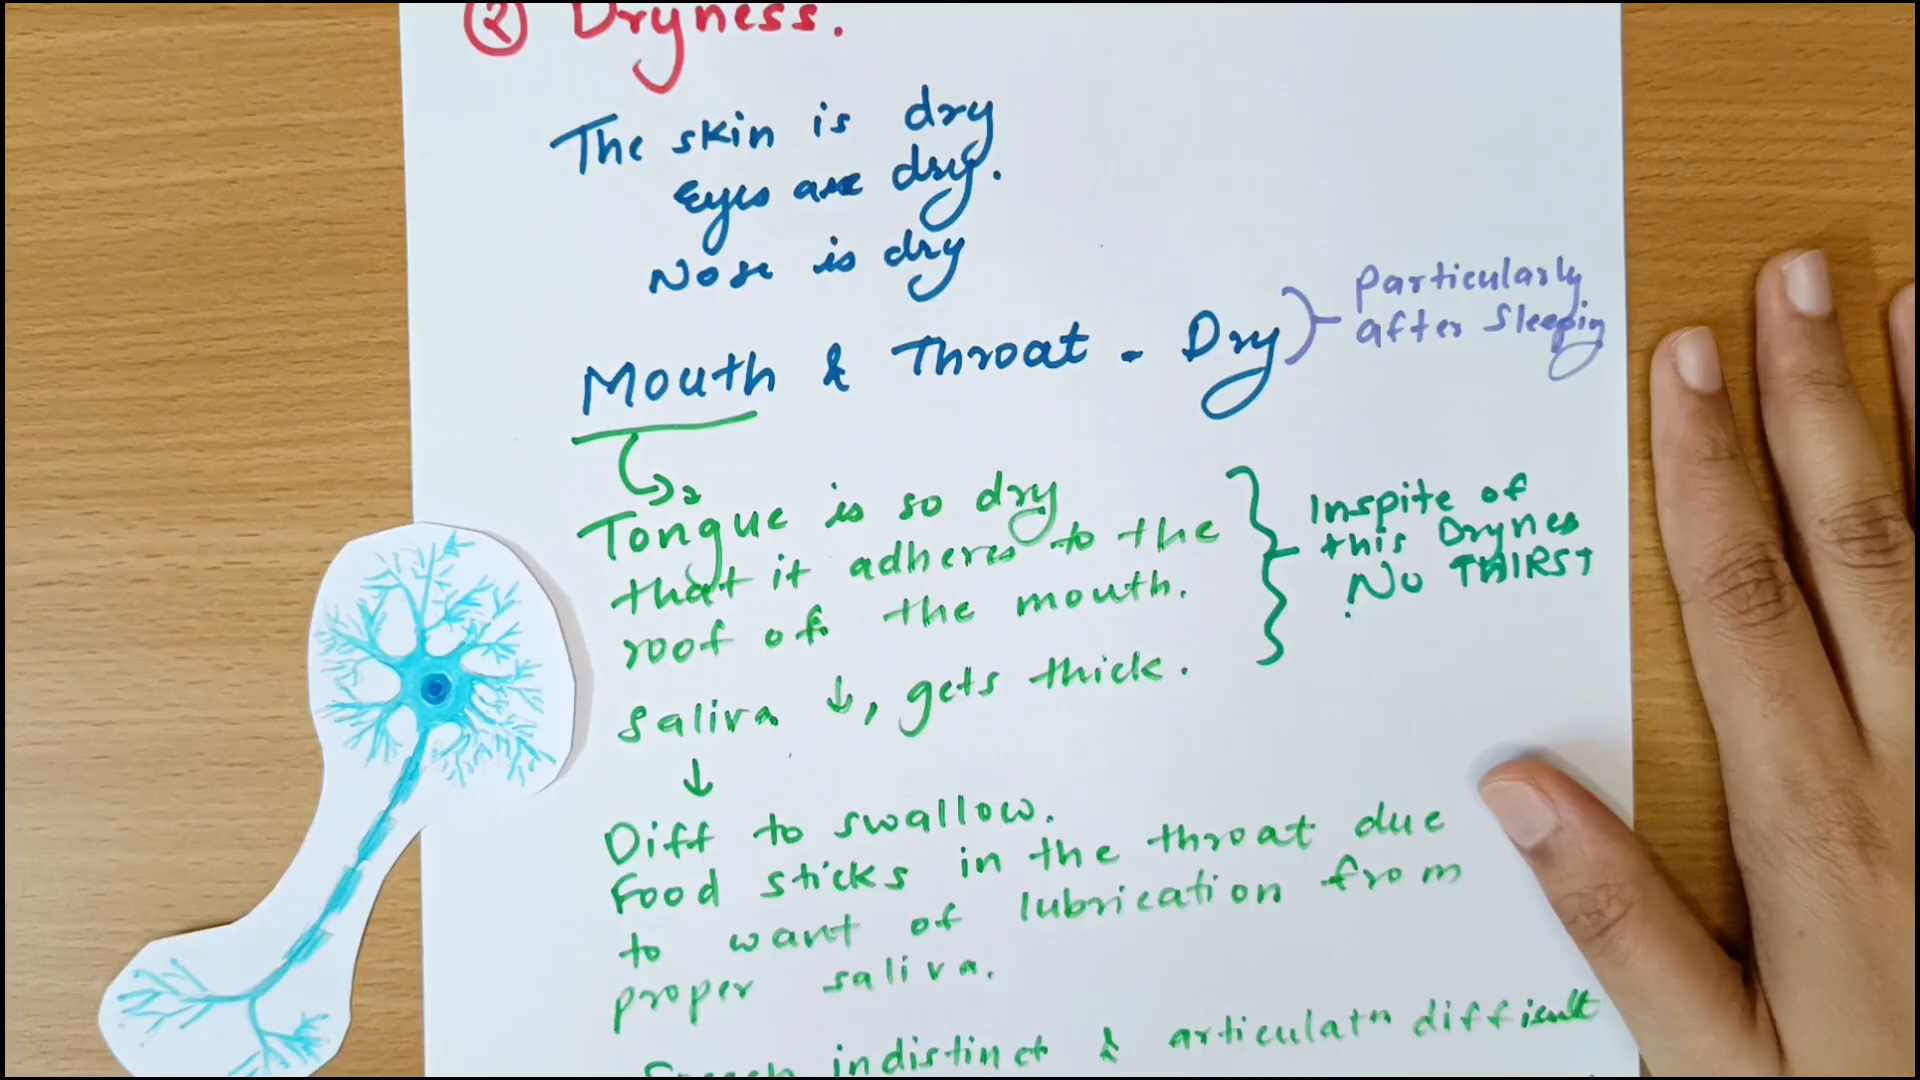 ② Dryness.
The skin is dry
Eyes are dry.
Nose is dry
Mouth & Throat - Dry
Particularly
after Sleeping
Tongue is so dry
that it adheres to the
roof of the mouth.
Inspite of
this Drynes
No THIRST
Saliva ↓, gets thick.
↓
Diff to swallow.
Food sticks in the throat due
to want of lubrication from
proper saliva.
Speech indistinct & articulatn difficult